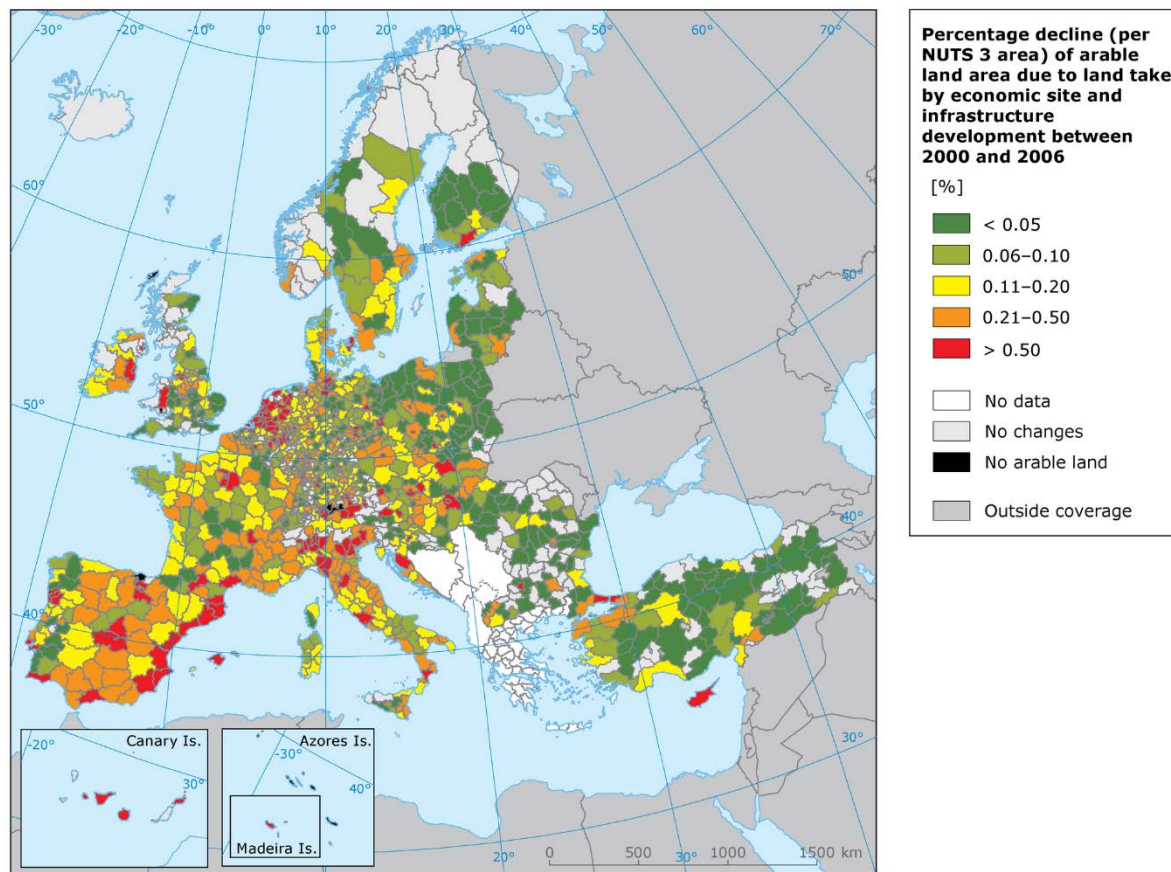 -30°
-20°
-10°
0°
10°
20°
30°
40°
50°
60°
70°
60°
50°
40°
60°
50°
40°
30°
0°
10°
20°
30°
Canary Is.
-20°
30°
Azores Is.
-30°
40°
Madeira Is.
0 500 1000 1500 km
Percentage decline (per
NUTS 3 area) of arable
land area due to land take
by economic site and
infrastructure
development between
2000 and 2006
[%]
< 0.05
0.06–0.10
0.11–0.20
0.21–0.50
> 0.50
No data
No changes
No arable land
Outside coverage